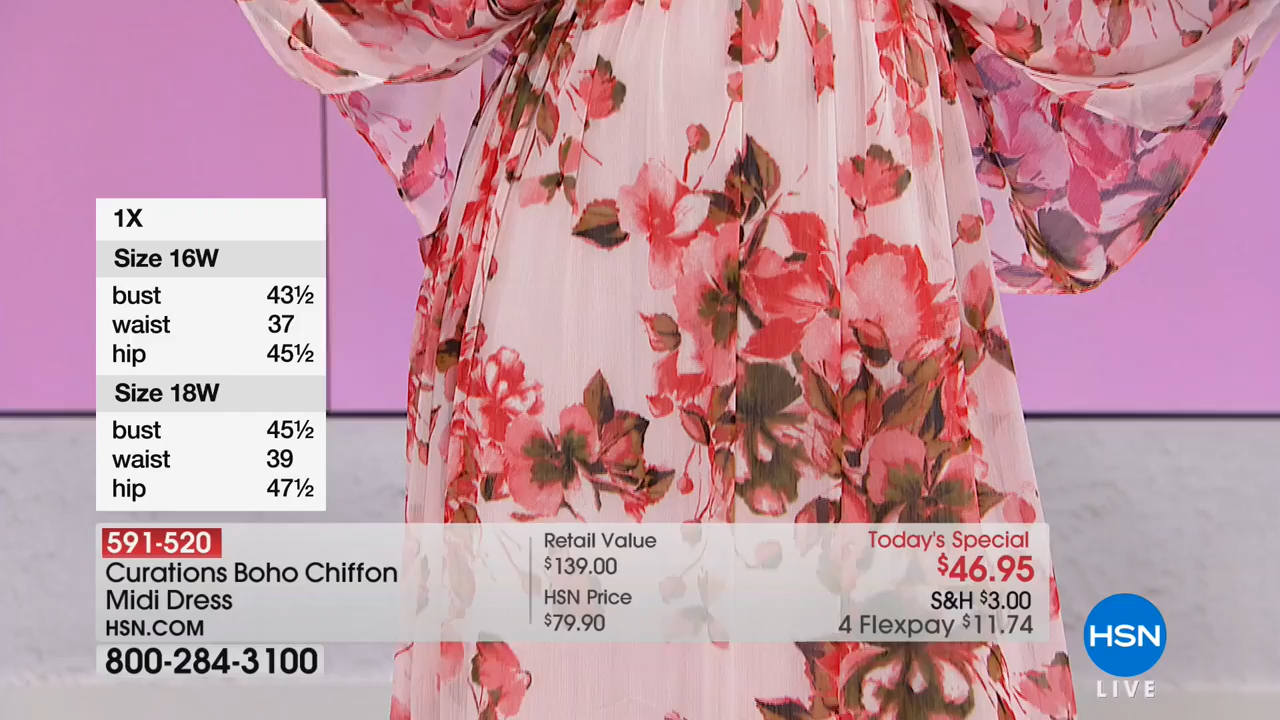 1X
Size 16W
bust 43½
waist 37
hip 45½
Size 18W
bust 45½
waist 39
hip 47½
591-520
Curations Boho Chiffon
Midi Dress
HSN.COM
800-284-3100
Retail Value
$139.00
HSN Price
$79.90
Today's Special
$46.95
S&H $3.00
4 Flexpay $11.74
HSN
LIVE